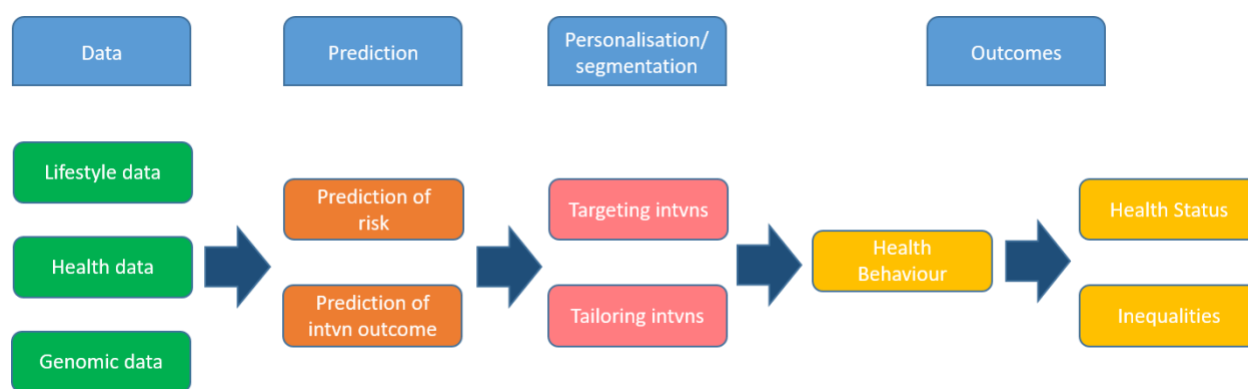 Data
Prediction
Personalisation/
segmentation
Outcomes
Lifestyle data
Health data
Genomic data
Prediction of
risk
Prediction of
intvn outcome
Targeting intvns
Tailoring intvns
Health
Behaviour
Health Status
Inequalities